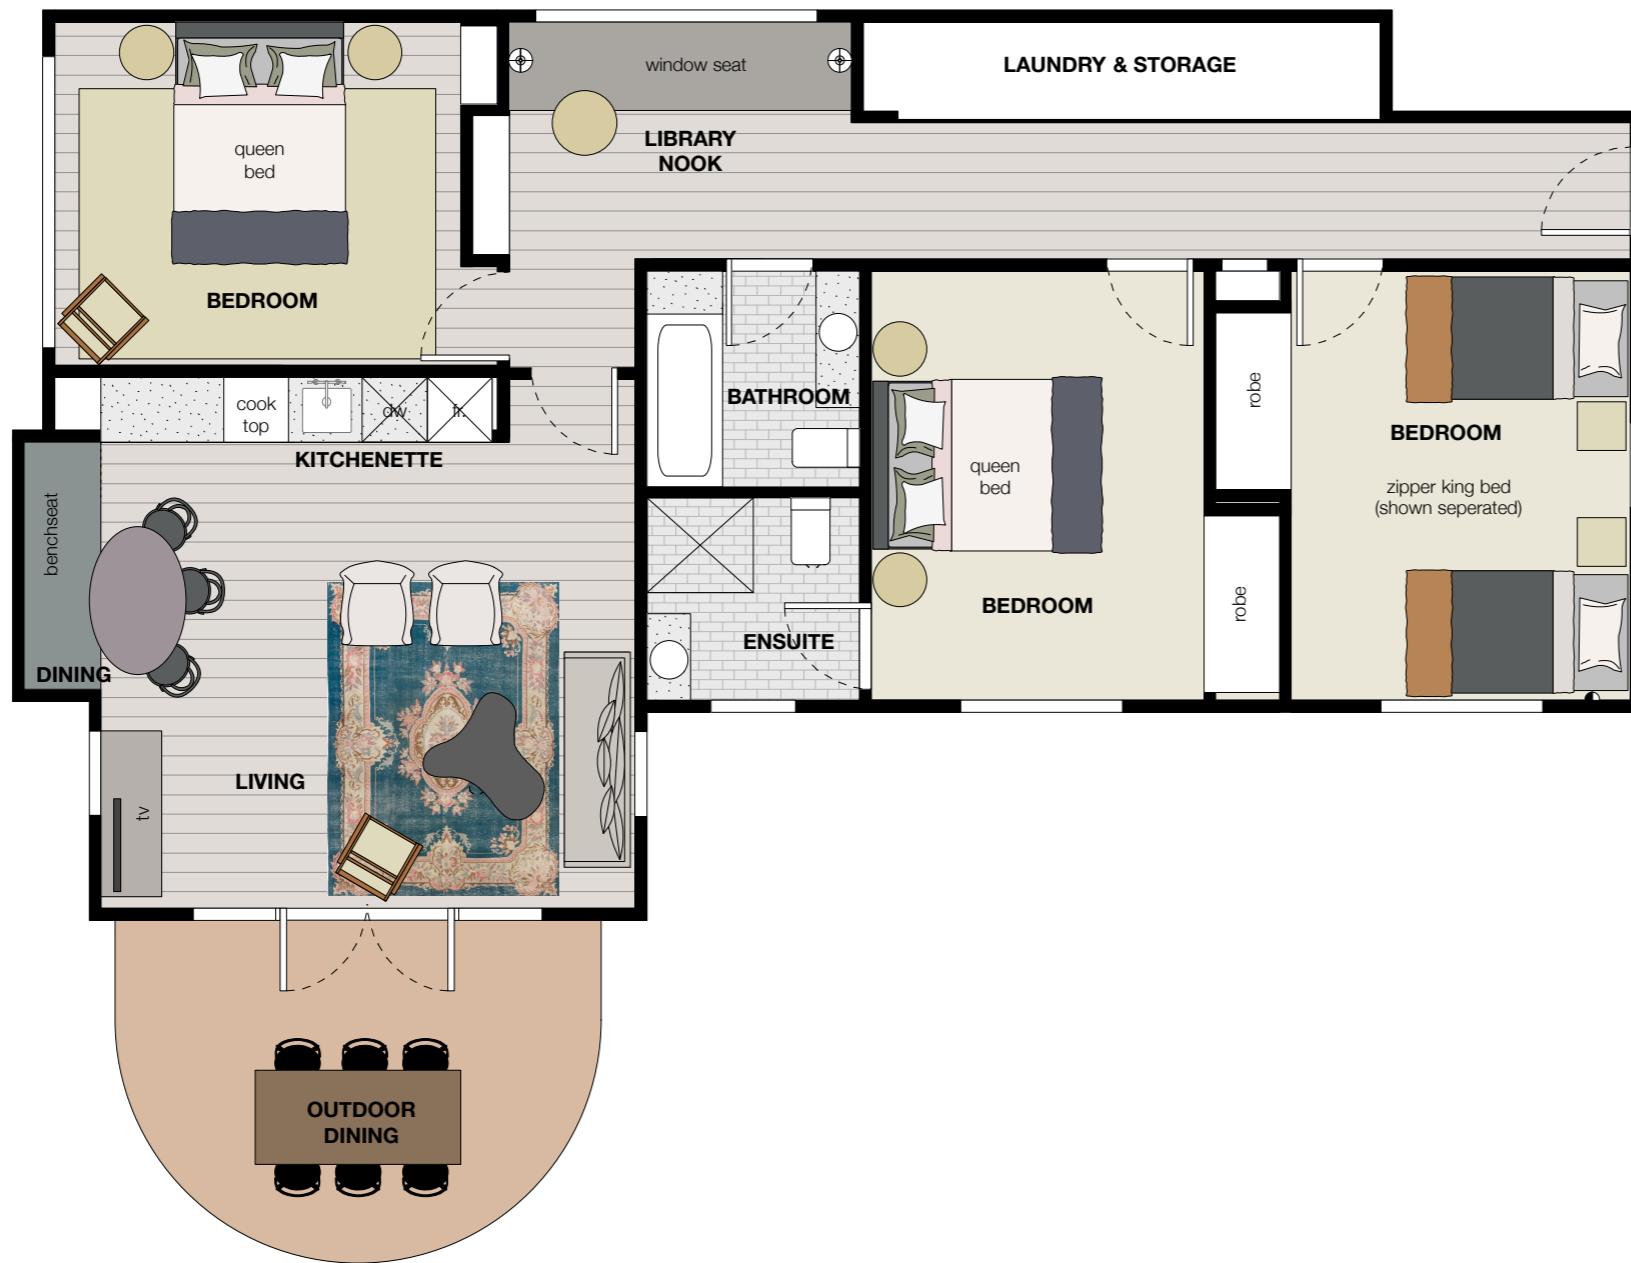 window seat
LAUNDRY & STORAGE
LIBRARY
NOOK
queen
bed
BEDROOM
cook
top
dw
fr.
KITCHENETTE
BATHROOM
robe
BEDROOM
queen
bed
zipper king bed
(shown seperated)
benchseat
robe
BEDROOM
ENSUITE
DINING
LIVING
tv
OUTDOOR
DINING